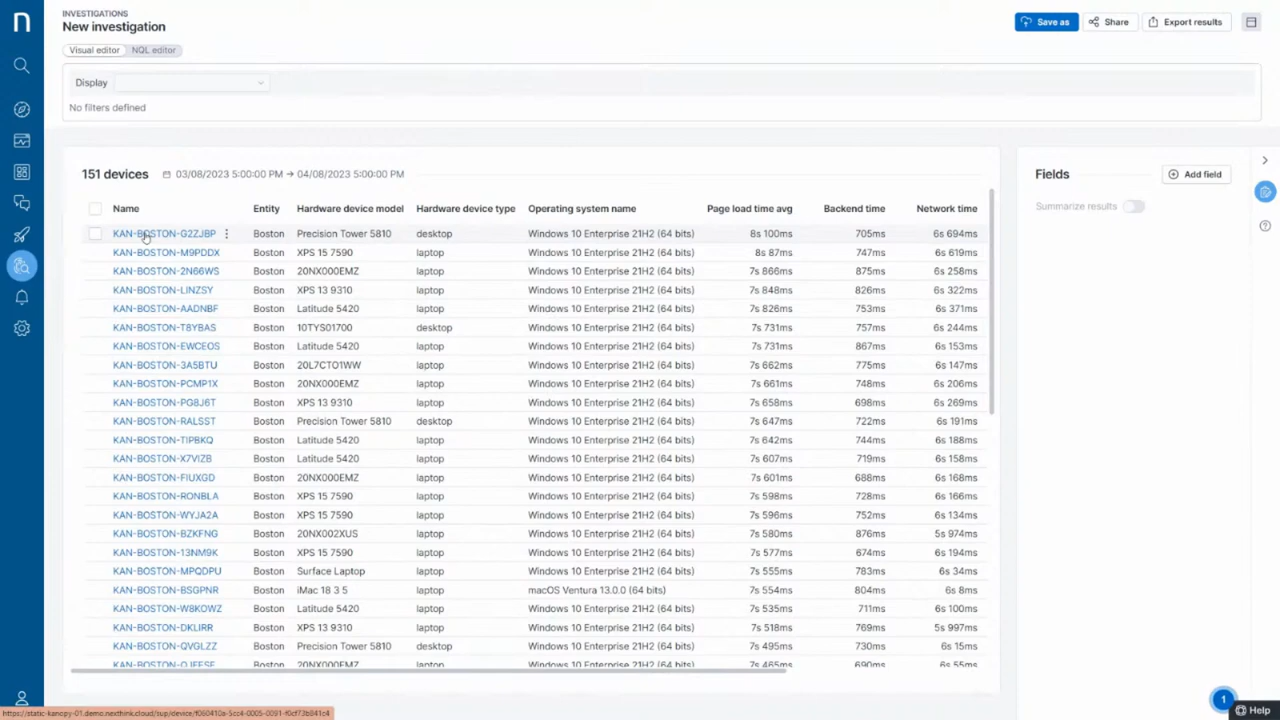 n
INVESTIGATIONS
New investigation
Save as
Share
Export results
Visual editor
NQL editor
Display
No filters defined
151 devices 03/08/2023 5:00:00 PM → 04/08/2023 5:00:00 PM
Fields
Add field
Summarize results
Name Entity Hardware device model Hardware device type Operating system name Page load time avg Backend time Network time
KAN-BOSTON-G2ZJBP Boston Precision Tower 5810 desktop Windows 10 Enterprise 21H2 (64 bits) 8s 100ms 705ms 6s 694ms
KAN-BOSTON-M9PDDX Boston XPS 15 7590 laptop Windows 10 Enterprise 21H2 (64 bits) 8s 87ms 747ms 6s 619ms
KAN-BOSTON-2N66WS Boston 20NX000EMZ laptop Windows 10 Enterprise 21H2 (64 bits) 7s 866ms 875ms 6s 258ms
KAN-BOSTON-LINZSY Boston XPS 13 9310 laptop Windows 10 Enterprise 21H2 (64 bits) 7s 848ms 826ms 6s 322ms
KAN-BOSTON-AADNBF Boston Latitude 5420 laptop Windows 10 Enterprise 21H2 (64 bits) 7s 826ms 753ms 6s 371ms
KAN-BOSTON-T8YBAS Boston 10TYS01700 desktop Windows 10 Enterprise 21H2 (64 bits) 7s 731ms 757ms 6s 244ms
KAN-BOSTON-EWCEOS Boston Latitude 5420 laptop Windows 10 Enterprise 21H2 (64 bits) 7s 731ms 867ms 6s 153ms
KAN-BOSTON-3A5BTU Boston 20L7CTO1WW laptop Windows 10 Enterprise 21H2 (64 bits) 7s 662ms 775ms 6s 147ms
KAN-BOSTON-PCMP1X Boston 20NX000EMZ laptop Windows 10 Enterprise 21H2 (64 bits) 7s 661ms 748ms 6s 206ms
KAN-BOSTON-PG8J6T Boston XPS 13 9310 laptop Windows 10 Enterprise 21H2 (64 bits) 7s 658ms 698ms 6s 269ms
KAN-BOSTON-RALSST Boston Precision Tower 5810 desktop Windows 10 Enterprise 21H2 (64 bits) 7s 647ms 722ms 6s 191ms
KAN-BOSTON-TIPBKQ Boston Latitude 5420 laptop Windows 10 Enterprise 21H2 (64 bits) 7s 642ms 744ms 6s 188ms
KAN-BOSTON-X7VIZB Boston Latitude 5420 laptop Windows 10 Enterprise 21H2 (64 bits) 7s 607ms 719ms 6s 158ms
KAN-BOSTON-FIUXGD Boston 20NX000EMZ laptop Windows 10 Enterprise 21H2 (64 bits) 7s 601ms 688ms 6s 168ms
KAN-BOSTON-RONBLA Boston XPS 15 7590 laptop Windows 10 Enterprise 21H2 (64 bits) 7s 598ms 728ms 6s 166ms
KAN-BOSTON-WYJA2A Boston XPS 15 7590 laptop Windows 10 Enterprise 21H2 (64 bits) 7s 596ms 752ms 6s 134ms
KAN-BOSTON-BZKFNG Boston 20NX002XUS laptop Windows 10 Enterprise 21H2 (64 bits) 7s 580ms 876ms 5s 974ms
KAN-BOSTON-13NM9K Boston XPS 15 7590 laptop Windows 10 Enterprise 21H2 (64 bits) 7s 577ms 674ms 6s 194ms
KAN-BOSTON-MPQDPU Boston Surface Laptop laptop Windows 10 Enterprise 21H2 (64 bits) 7s 555ms 783ms 6s 34ms
KAN-BOSTON-BSGPNR Boston iMac 18 3 5 laptop macOS Ventura 13.0.0 (64 bits) 7s 554ms 804ms 6s 8ms
KAN-BOSTON-W8KOWZ Boston Latitude 5420 laptop Windows 10 Enterprise 21H2 (64 bits) 7s 535ms 711ms 6s 100ms
KAN-BOSTON-DKLIRR Boston XPS 13 9310 laptop Windows 10 Enterprise 21H2 (64 bits) 7s 518ms 769ms 5s 997ms
KAN-BOSTON-QVGLZZ Boston Precision Tower 5810 desktop Windows 10 Enterprise 21H2 (64 bits) 7s 495ms 730ms 6s 15ms
Boston Latitude 5420 laptop Windows 10 Enterprise 21H2 (64 bits) 7s 465ms 690ms 6s 55ms
1
Help